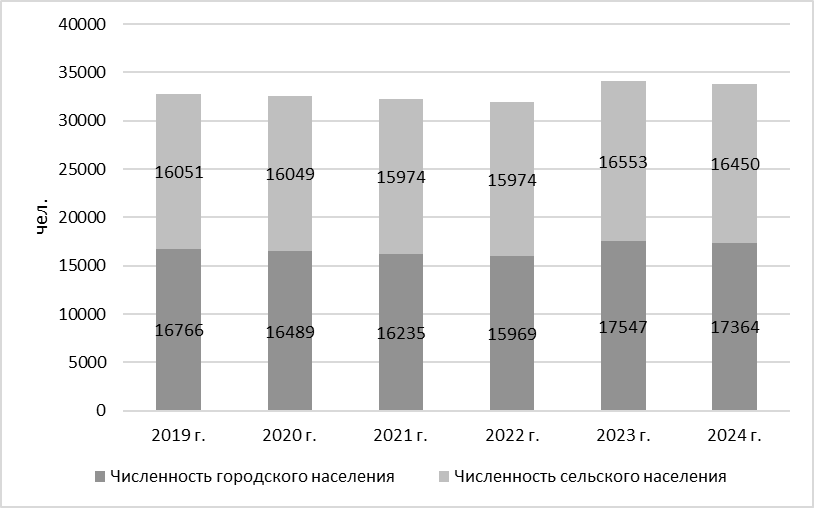 40000
35000
30000
25000
20000
15000
10000
5000
0
чел.
16051 16049 15974 15974 16553 16450
16766 16489 16235 15969 17547 17364
2019 г. 2020 г. 2021 г. 2022 г. 2023 г. 2024 г.
Численность городского населения Численность сельского населения